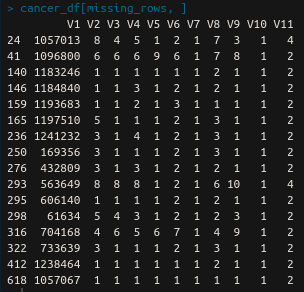 > cancer_df[missing_rows, ]
V1 V2 V3 V4 V5 V6 V7 V8 V9 V10 V11
24 1057013 8 4 5 1 2 1 7 3 1 4
41 1096800 6 6 6 9 6 1 7 8 1 2
140 1183246 1 1 1 1 1 1 2 1 1 2
146 1184840 1 1 3 1 2 1 2 1 1 2
159 1193683 1 1 2 1 3 1 1 1 1 2
165 1197510 5 1 1 1 2 1 3 1 1 2
236 1241232 3 1 4 1 2 1 3 1 1 2
250 169356 3 1 1 1 2 1 3 1 1 2
276 432809 3 1 3 1 2 1 2 1 1 2
293 563649 8 8 8 1 2 1 6 10 1 4
295 606140 1 1 1 1 2 1 2 1 1 2
298 61634 5 4 3 1 2 1 2 3 1 2
316 704168 4 6 5 6 7 1 4 9 1 2
322 733639 3 1 1 1 2 1 3 1 1 2
412 1238464 1 1 1 1 1 1 2 1 1 2
618 1057067 1 1 1 1 1 1 1 1 1 2